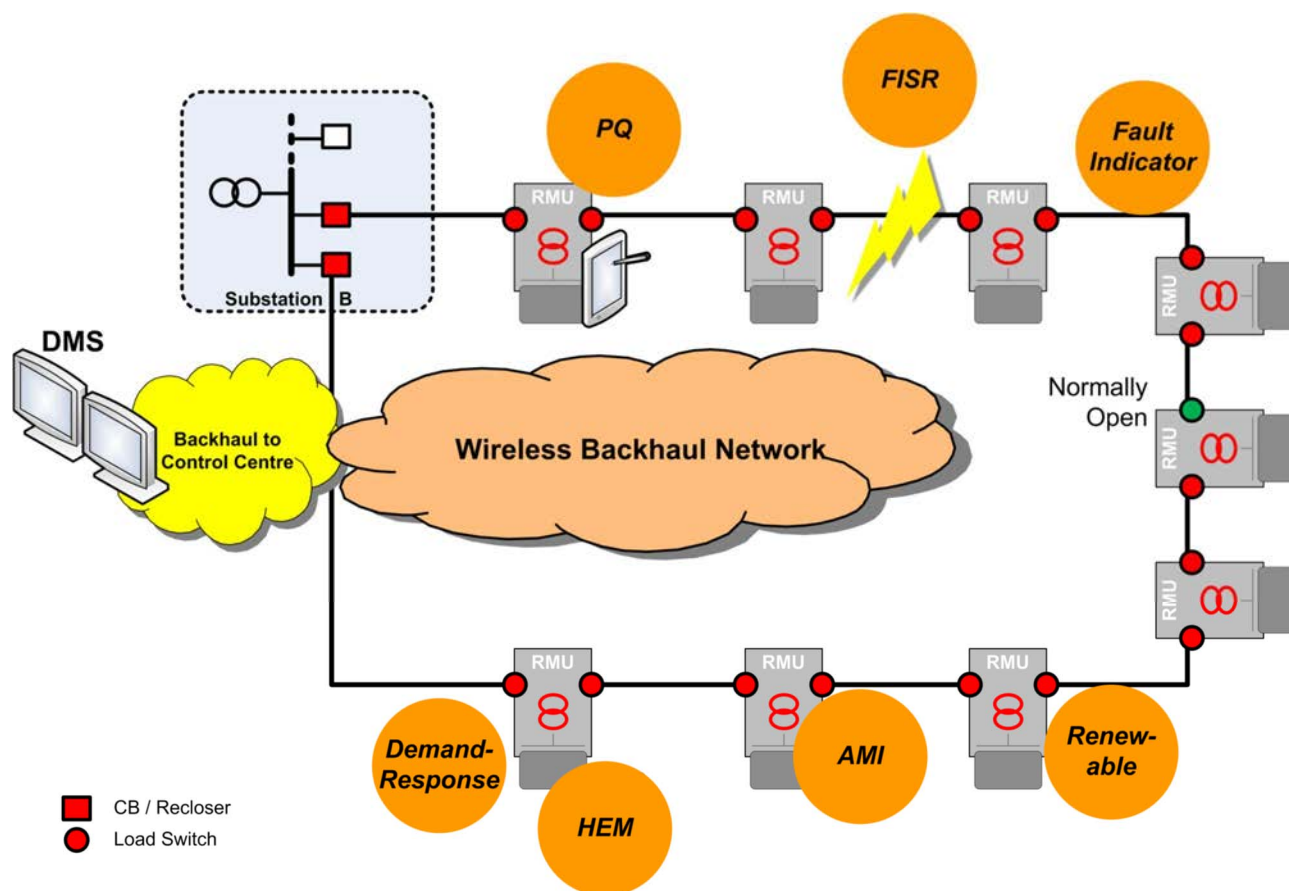 FISR
PQ
Fault
Indicator
RMU
RMU
RMU
Substation B
RMU
DMS
Normally
Open
Backhaul to
Control Centre
Wireless Backhaul Network
RMU
RMU
RMU
RMU
RMU
Demand-
Response
HEM
AMI
Renew-
able
CB / Recloser
Load Switch